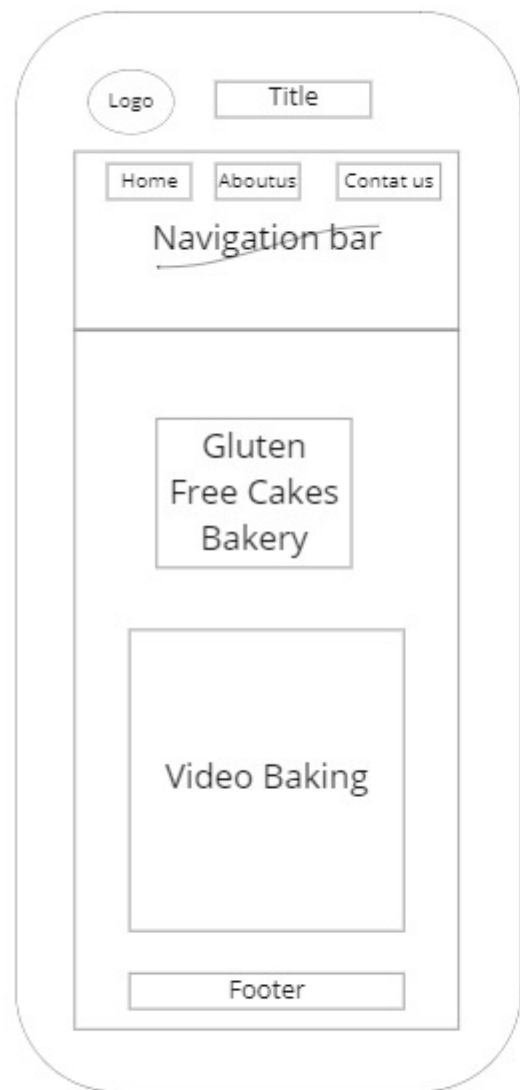 Logo
Title
Home
Aboutus
Contat us
Navigation bar
Gluten
Free Cakes
Bakery
Video Baking
Footer